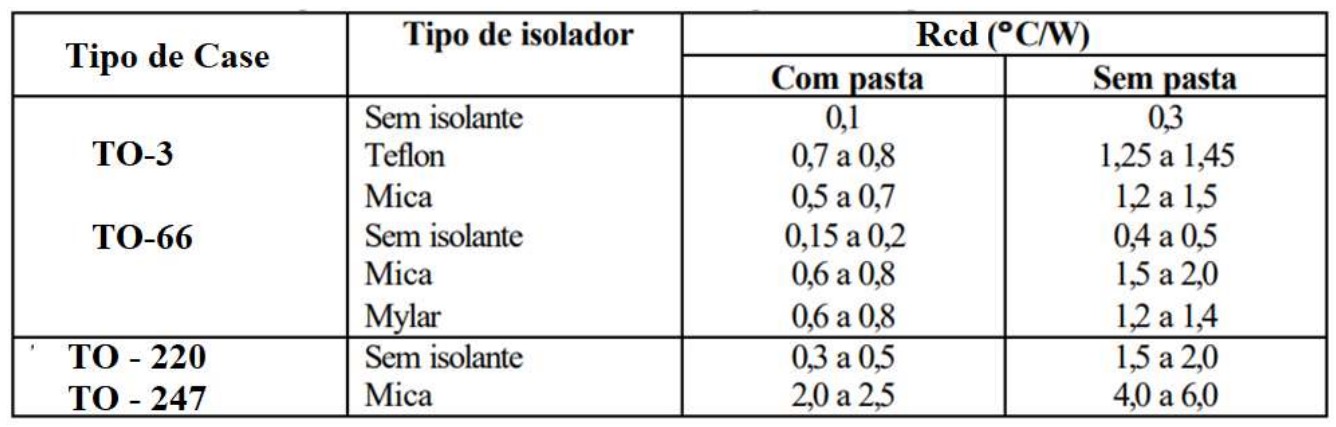 Tipo de Case Tipo de isolador Rcd (°C/W)
Com pasta Sem pasta
Sem isolante 0,1 0,3
TO-3 Teflon 0,7 a 0,8 1,25 a 1,45
Mica 0,5 a 0,7 1,2 a 1,5
TO-66 Sem isolante 0,15 a 0,2 0,4 a 0,5
Mica 0,6 a 0,8 1,5 a 2,0
Mylar 0,6 a 0,8 1,2 a 1,4
TO - 220 Sem isolante 0,3 a 0,5 1,5 a 2,0
TO - 247 Mica 2,0 a 2,5 4,0 a 6,0